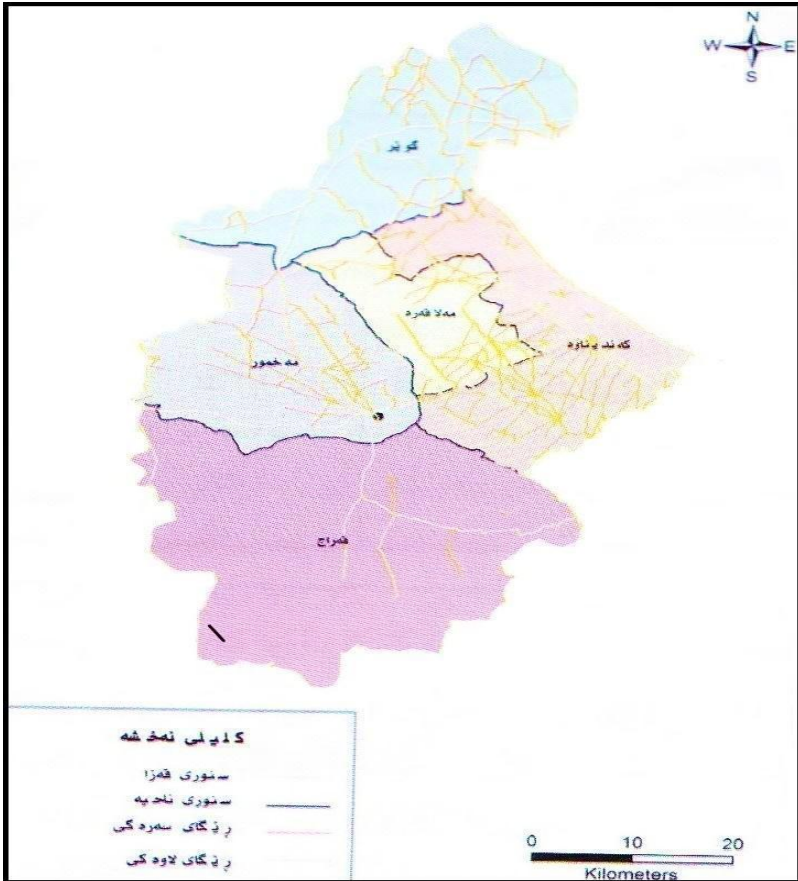 N
W E
S
گوێر
مەلا قەرە
کەندیناوە
مەخمور
قەراج
کلیلی نەخشە
سنوری قەزا
سنوری ناحیە
ڕێگای سەرەکی
ڕێگای لاوەکی
0 10 20
Kilometers